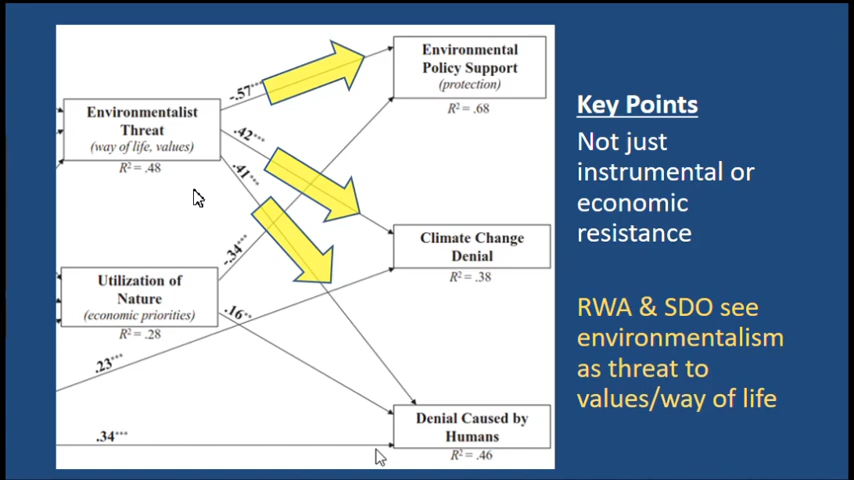 Environmental
Policy Support
(protection)
R² = .68
-.57***
Environmentalist
Threat
(way of life, values)
R² = .48
.42***
.41***
Key Points
Not just
instrumental or
economic
resistance
-.34***
Climate Change
Denial
R² = .38
Utilization of
Nature
(economic priorities)
R² = .28
.16**
RWA & SDO see
environmentalism
as threat to
values/way of life
.23***
.34***
Denial Caused by
Humans
R² = .46